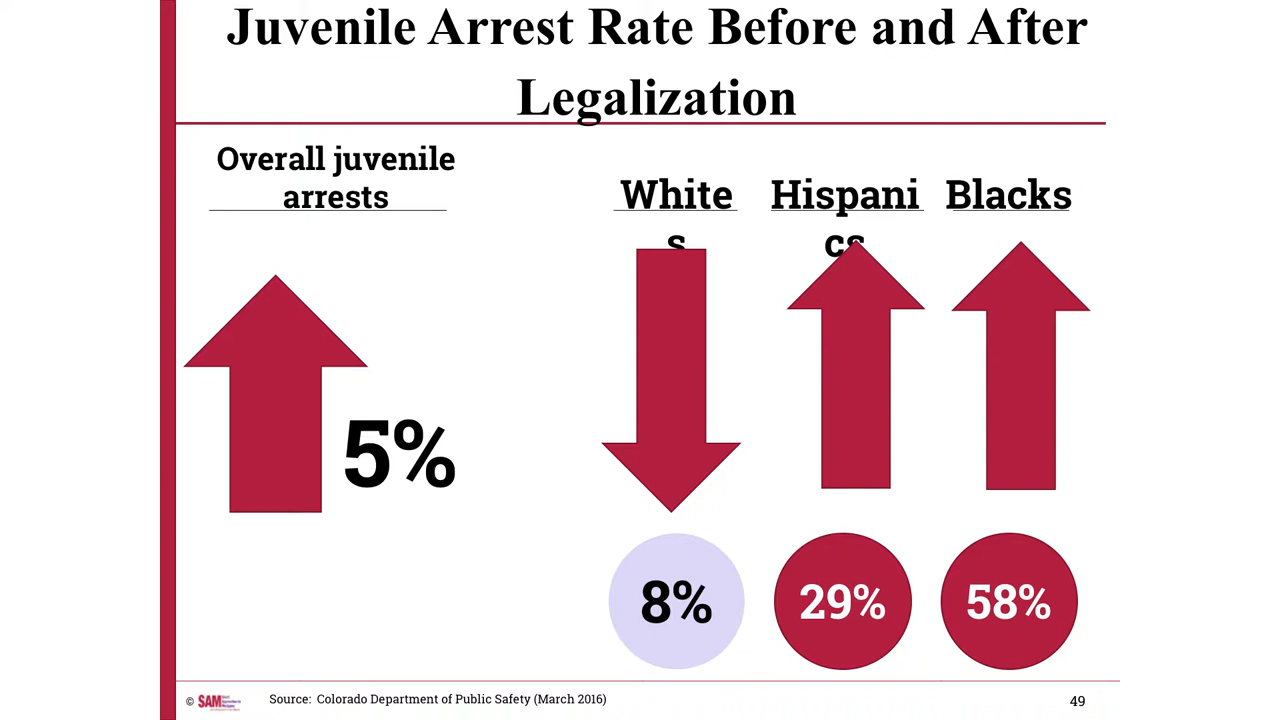 Juvenile Arrest Rate Before and After
Legalization
Overall juvenile
arrests
5%
White
s
Hispani
cs
Blacks
8%
29%
58%
© SAM
Source: Colorado Department of Public Safety (March 2016)
49